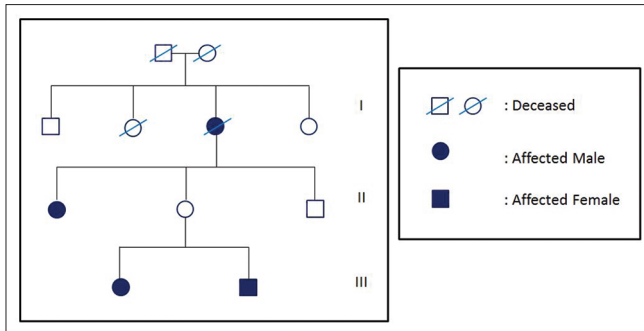 I
II
III
: Deceased
: Affected Male
: Affected Female